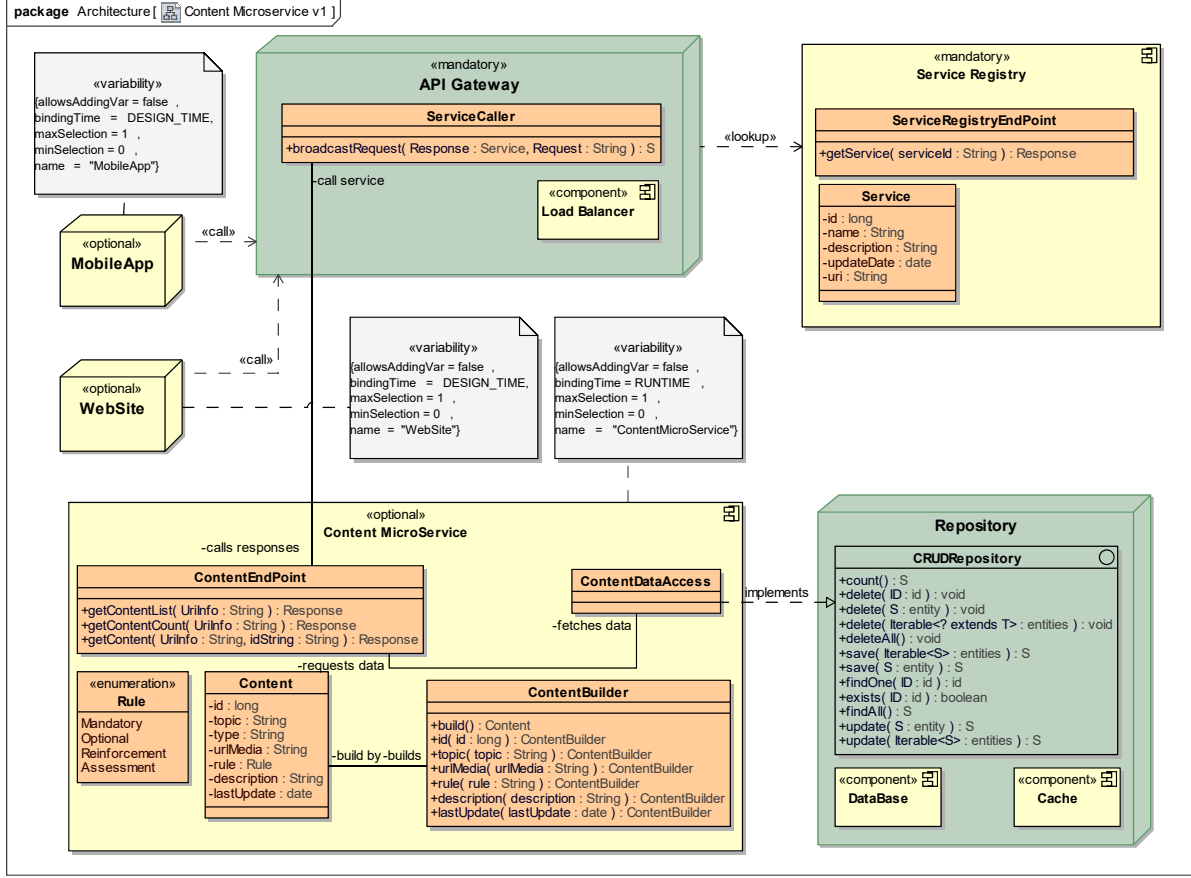 package Architecture [ Content Microservice v1 ]
«variability»
{allowsAddingVar = false ,
bindingTime = DESIGN_TIME,
maxSelection = 1 ,
minSelection = 0 ,
name = "MobileApp"}
«optional»
MobileApp
«call»
«mandatory»
API Gateway
ServiceCaller
+broadcastRequest( Response : Service, Request : String ) : S
-call service
«component»
Load Balancer
«lookup»
«mandatory»
Service Registry
ServiceRegistryEndPoint
+getService( serviceId : String ) : Response
Service
-id : long
-name : String
-description : String
-updateDate : date
-uri : String
«call»
«optional»
WebSite
«variability»
{allowsAddingVar = false ,
bindingTime = DESIGN_TIME,
maxSelection = 1 ,
minSelection = 0 ,
name = "WebSite"}
«variability»
{allowsAddingVar = false ,
bindingTime = RUNTIME ,
maxSelection = 1 ,
minSelection = 0 ,
name = "ContentMicroService"}
«optional»
Content MicroService
-calls responses
ContentEndPoint
+getContentList( UriInfo : String ) : Response
+getContentCount( UriInfo : String ) : Response
+getContent( UriInfo : String, idString : String ) : Response
ContentDataAccess
implements
-fetches data
-requests data
«enumeration»
Rule
Mandatory
Optional
Reinforcement
Assessment
Content
-id : long
-topic : String
-type : String
-urlMedia : String
-rule : Rule
-description : String
-lastUpdate : date
-build by
-builds
ContentBuilder
+build() : Content
+id( id : long ) : ContentBuilder
+topic( topic : String ) : ContentBuilder
+urlMedia( urlMedia : String ) : ContentBuilder
+rule( rule : String ) : ContentBuilder
+description( description : String ) : ContentBuilder
+lastUpdate( lastUpdate : date ) : ContentBuilder
Repository
CRUDRepository
+count() : S
+delete( ID : id ) : void
+delete( S : entity ) : void
+delete( Iterable<? extends T> : entities ) : void
+deleteAll() : void
+save( Iterable<S> : entities ) : S
+save( S : entity ) : S
+findOne( ID : id ) : id
+exists( ID : id ) : boolean
+findAll() : S
+update( S : entity ) : S
+update( Iterable<S> : entities ) : S
«component»
DataBase
«component»
Cache